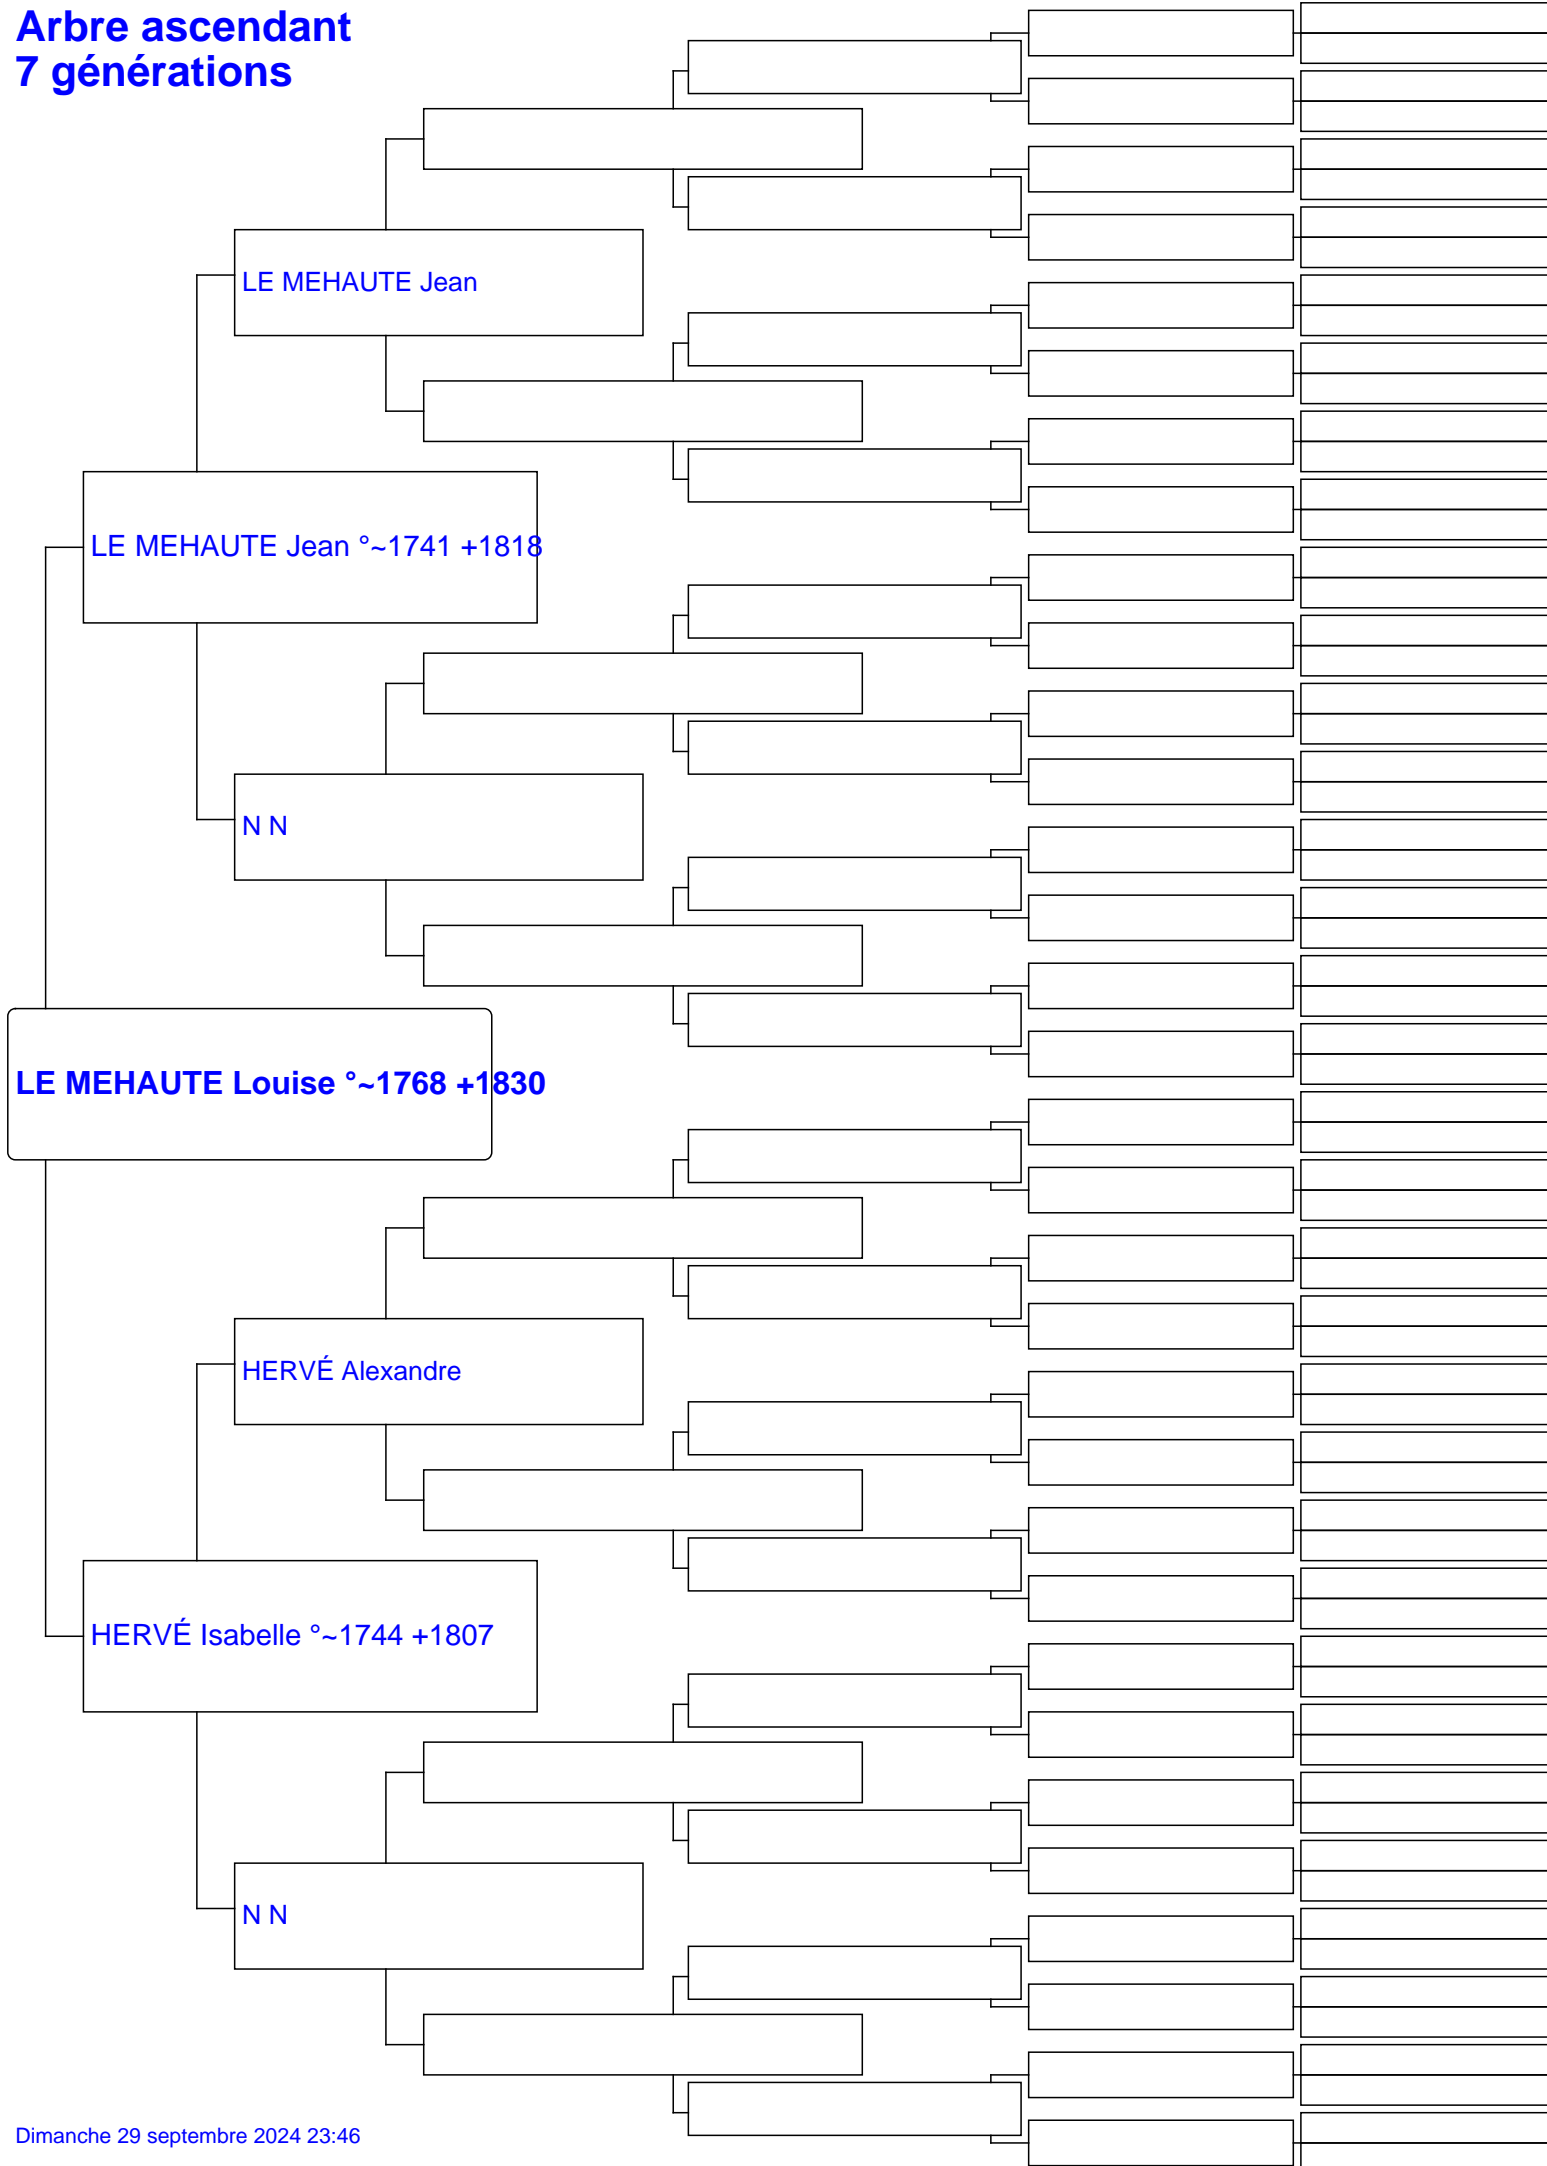 Arbre ascendant
7 générations
LE MEHAUTE Jean
LE MEHAUTE Jean °~1741 +1818
N N
LE MEHAUTE Louise °~1768 +1830
HERVÉ Alexandre
HERVÉ Isabelle °~1744 +1807
N N
Dimanche 29 septembre 2024 23:46